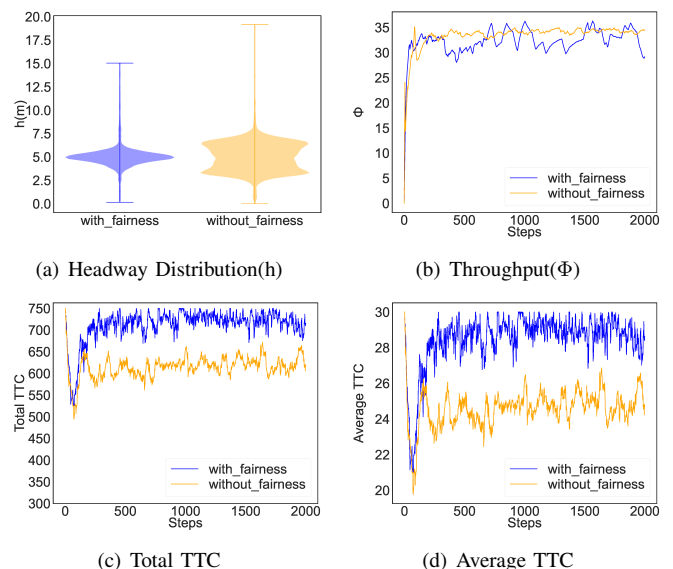 20.0
17.5
15.0
12.5
10.0
7.5
5.0
2.5
0.0
h(m)
with_fairness
without_fairness
(a) Headway Distribution(h)
35
30
25
20
15
10
5
0
Φ
with_fairness
without_fairness
0
500
1000
1500
2000
Steps
(b) Throughput(Φ)
750
700
650
600
550
500
450
400
350
300
Total TTC
with_fairness
without_fairness
0
500
1000
1500
2000
Steps
(c) Total TTC
30
28
26
24
22
20
Average TTC
with_fairness
without_fairness
0
500
1000
1500
2000
Steps
(d) Average TTC